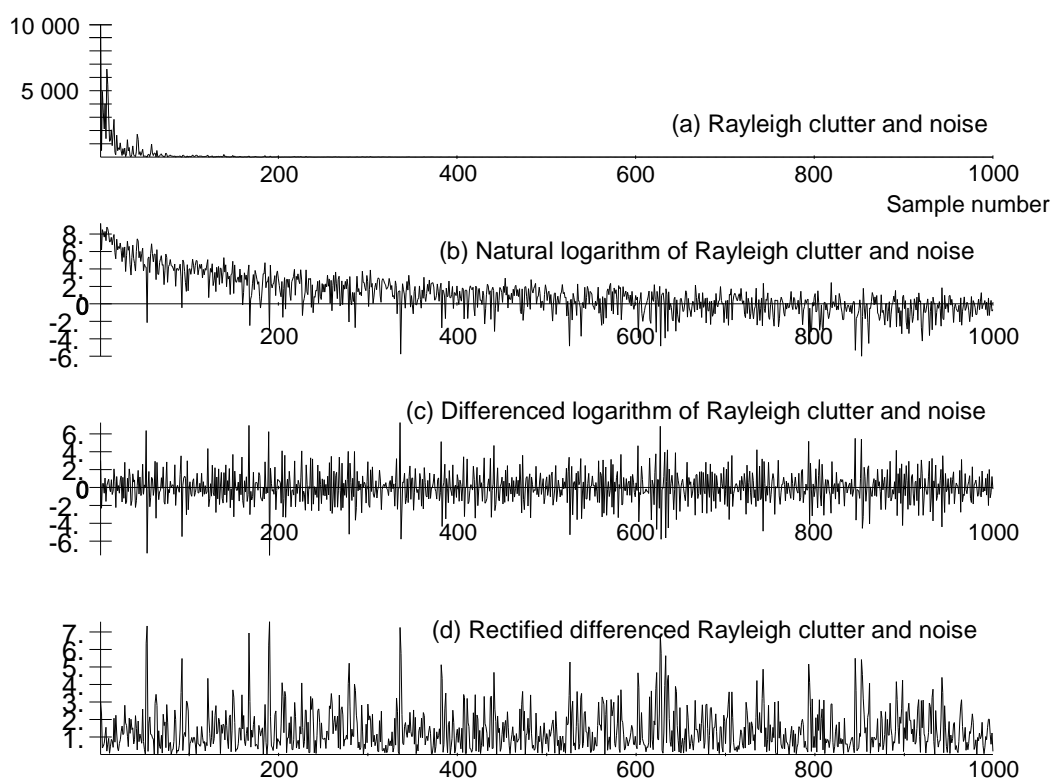 10 000
5 000
(a) Rayleigh clutter and noise
200 400 600 800 1000
Sample number
8.
(b) Natural logarithm of Rayleigh clutter and noise
6.
4.
2.
0
-2.
200 400 600 800 1000
-4.
-6.
(c) Differenced logarithm of Rayleigh clutter and noise
6.
4.
2.
0
-2.
-4.
200 400 600 800 1000
-6.
(d) Rectified differenced Rayleigh clutter and noise
7.
6.
5.
4.
3.
2.
1.
200 400 600 800 1000